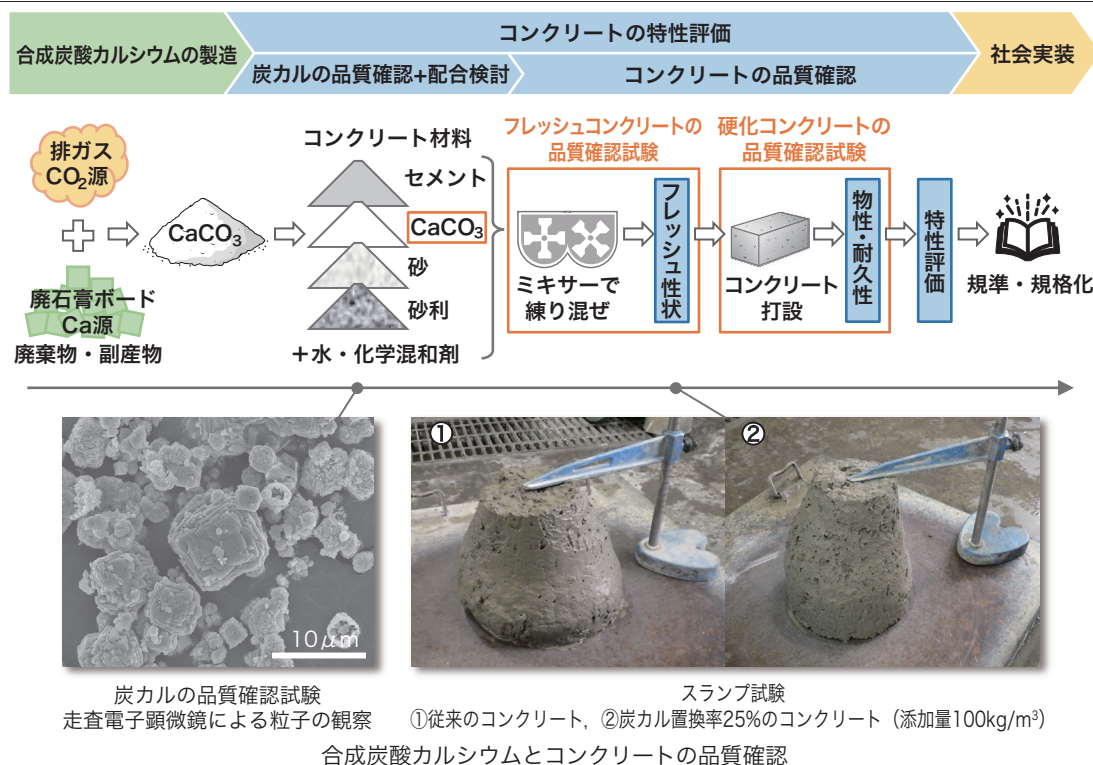 合成炭酸カルシウムの製造
コンクリートの特性評価
炭カルの品質確認+配合検討
コンクリートの品質確認
社会実装
排ガス
CO₂源
廃石膏ボード
Ca源
廃棄物・副産物
CaCO₃
コンクリート材料
セメント
CaCO₃
砂
砂利
＋水・化学混和剤
フレッシュコンクリートの
品質確認試験
ミキサーで
練り混ぜ
フレッシュ性状
硬化コンクリートの
品質確認試験
コンクリート
打設
物性・耐久性
特性評価
規準・規格化
10μm
①
②
炭カルの品質確認試験
走査電子顕微鏡による粒子の観察
スランプ試験
①従来のコンクリート，②炭カル置換率25%のコンクリート（添加量100kg/m³）
合成炭酸カルシウムとコンクリートの品質確認